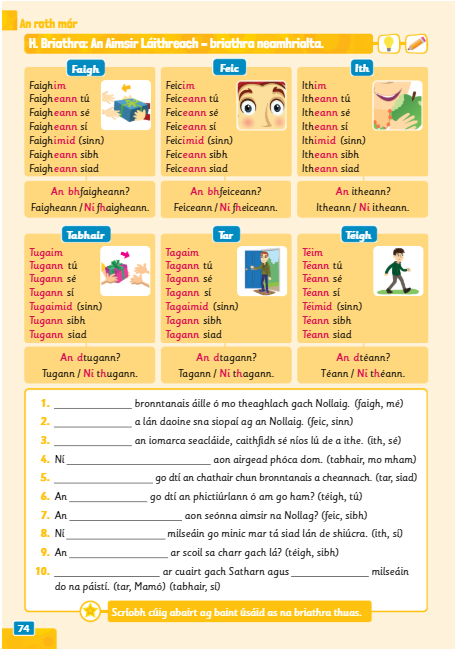 An roth mór
H. Briathra: An Aimsir Láithreach – briathra neamhrialta.
Faigh
Faighim
Faigheann tú
Faigheann sé
Faigheann sí
Faighimid (sinn)
Faigheann sibh
Faigheann siad
An bhfaigheann?
Faigheann / Ní fhaigheann.
Feic
Feicim
Feiceann tú
Feiceann sé
Feiceann sí
Feicimid (sinn)
Feiceann sibh
Feiceann siad
An bhfeiceann?
Feiceann / Ní fheiceann.
Ith
Ithim
Itheann tú
Itheann sé
Itheann sí
Ithimid (sinn)
Itheann sibh
Itheann siad
An itheann?
Itheann / Ní itheann.
Tabhair
Tugaim
Tugann tú
Tugann sé
Tugann sí
Tugaimid (sinn)
Tugann sibh
Tugann siad
An dtugann?
Tugann / Ní thugann.
Tar
Tagaim
Tagann tú
Tagann sé
Tagann sí
Tagaimid (sinn)
Tagann sibh
Tagann siad
An dtagann?
Tagann / Ní thagann.
Téigh
Téim
Téann tú
Téann sé
Téann sí
Téimid (sinn)
Téann sibh
Téann siad
An dtéann?
Téann / Ní théann.
1. ______________ bronntanais áille ó mo theaghlach gach Nollaig. (faigh, mé)
2. ______________ a lán daoine sna siopaí ag an Nollaig. (feic, sinn)
3. ______________ an iomarca seacláide, caithfidh sé níos lú de a ithe. (ith, sé)
4. Ní __________________________ aon airgead phóca dom. (tabhair, mo mham)
5. __________________ go dtí an chathair chun bronntanais a cheannach. (tar, siad)
6. An ______________ go dtí an phictiúrlann ó am go ham? (téigh, tú)
7. An ____________________ aon seónna aimsir na Nollag? (feic, sibh)
8. Ní __________________ milseáin go minic mar tá siad lán de shiúcra. (ith, sí)
9. An __________________ ar scoil sa charr gach lá? (téigh, sibh)
10. ___________________ ar cuairt gach Satharn agus ______________ milseáin
do na páistí. (tar, Mamó) (tabhair, sí)
Scríobh cúig abairt ag baint úsáid as na briathra thuas.
74